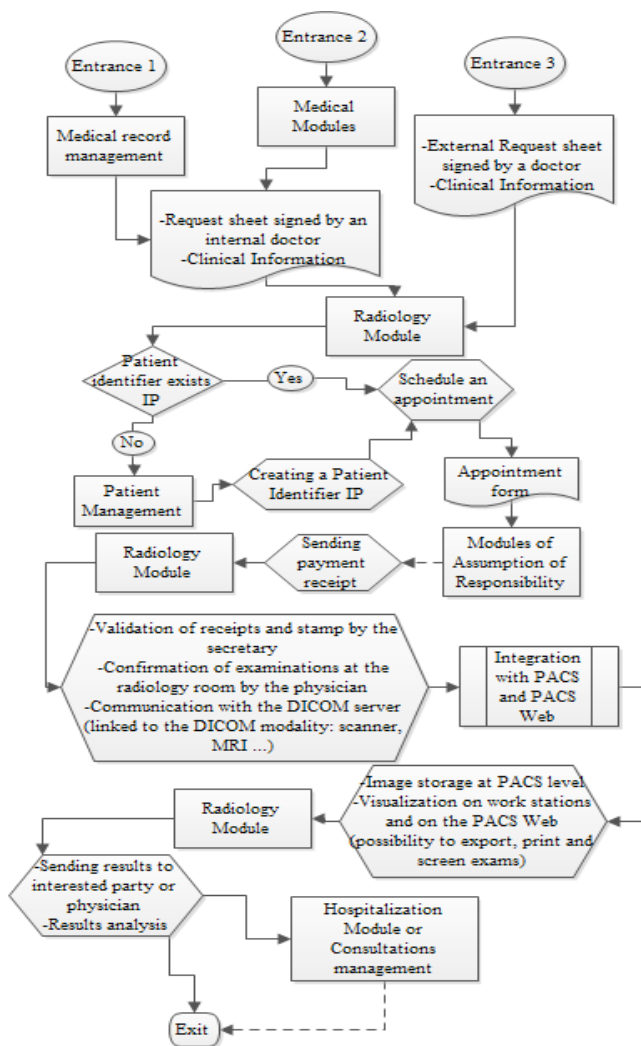 Entrance 1
Entrance 2
Entrance 3
Medical record
management
Medical
Modules
-External Request sheet
signed by a doctor
-Clinical Information
-Request sheet signed by an
internal doctor
-Clinical Information
Radiology
Module
Patient
identifier exists
IP
Yes
Schedule an
appointment
No
Patient
Management
Creating a Patient
Identifier IP
Appointment
form
Radiology
Module
Sending
payment
receipt
Modules of
Assumption of
Responsibility
-Validation of receipts and stamp by the
secretary
-Confirmation of examinations at the
radiology room by the physician
-Communication with the DICOM server
(linked to the DICOM modality: scanner,
MRI ...)
Integration
with PACS
and PACS
Web
-Image storage at PACS level
-Visualization on work stations
and on the PACS Web
(possibility to export, print and
screen exams)
Radiology
Module
-Sending results to
interested party or
physician
-Results analysis
Hospitalization
Module or
Consultations
management
Exit